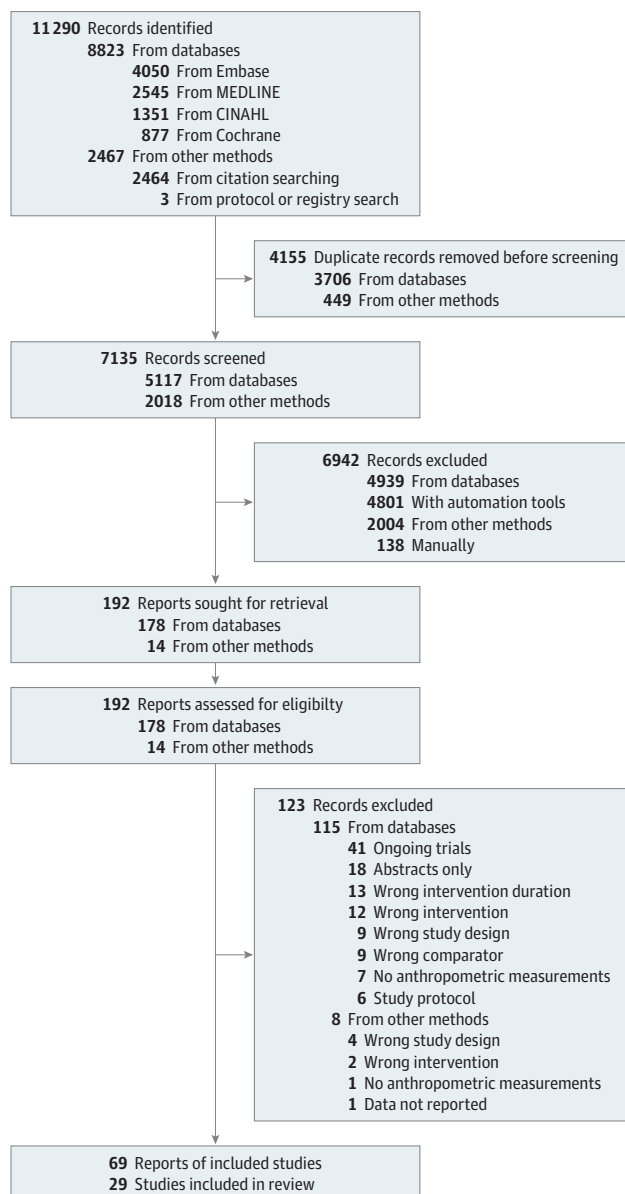 11 290 Records identified
8823 From databases
4050 From Embase
2545 From MEDLINE
1351 From CINAHL
877 From Cochrane
2467 From other methods
2464 From citation searching
3 From protocol or registry search
4155 Duplicate records removed before screening
3706 From databases
449 From other methods
7135 Records screened
5117 From databases
2018 From other methods
6942 Records excluded
4939 From databases
4801 With automation tools
2004 From other methods
138 Manually
192 Reports sought for retrieval
178 From databases
14 From other methods
192 Reports assessed for eligibilty
178 From databases
14 From other methods
123 Records excluded
115 From databases
41 Ongoing trials
18 Abstracts only
13 Wrong intervention duration
12 Wrong intervention
9 Wrong study design
9 Wrong comparator
7 No anthropometric measurements
6 Study protocol
8 From other methods
4 Wrong study design
2 Wrong intervention
1 No anthropometric measurements
1 Data not reported
69 Reports of included studies
29 Studies included in review